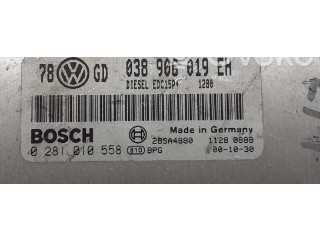 78 GD 038 906 019 EH
DIESEL EDC15P+ 1280
BOSCH
Made in Germany
28SA4890 1128 0888
0 281 010 558 BPG 00-10-30